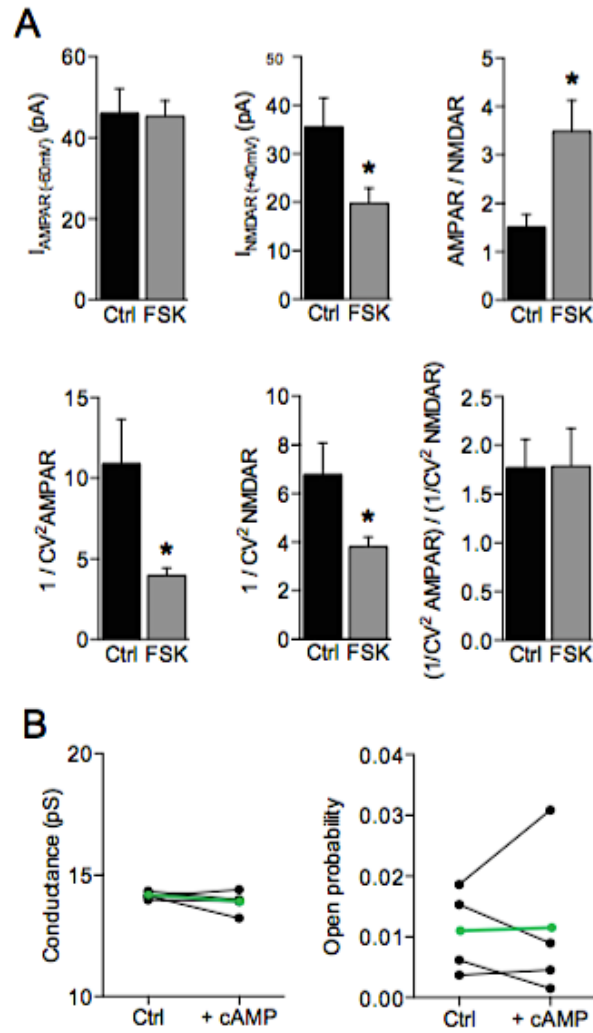 A
I AMPAR (-60mV) (pA)
60
40
20
0
Ctrl FSK
I NMDAR (+40mV) (pA)
50
40
30
20
10
0
*
Ctrl FSK
AMPAR / NMDAR
5
4
3
2
1
0
*
Ctrl FSK
1 / CV² AMPAR
15
10
5
0
*
Ctrl FSK
1 / CV² NMDAR
10
8
6
4
2
0
*
Ctrl FSK
(1/CV² AMPAR) / (1/CV² NMDAR)
2.5
2.0
1.5
1.0
0.5
0.0
Ctrl FSK
B
Conductance (pS)
20
15
10
Ctrl + cAMP
Open probability
0.04
0.03
0.02
0.01
0.00
Ctrl + cAMP